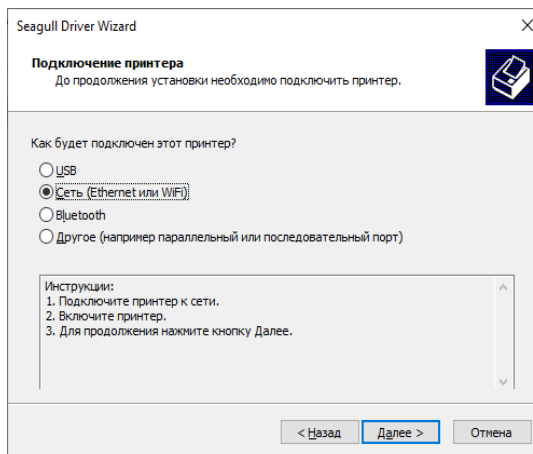 Seagull Driver Wizard
Подключение принтера
До продолжения установки необходимо подключить принтер.
Как будет подключен этот принтер?
USB
Сеть (Ethernet или WiFi)
Bluetooth
Другое (например параллельный или последовательный порт)
Инструкции:
1. Подключите принтер к сети.
2. Включите принтер.
3. Для продолжения нажмите кнопку Далее.
< Назад Далее > Отмена